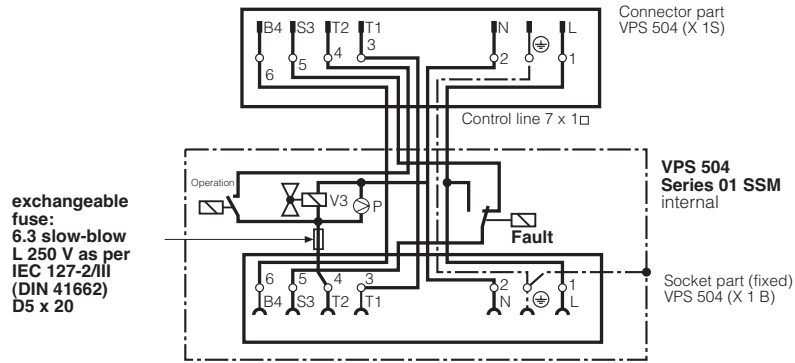 Connector part
VPS 504 (X 1S)
B4 S3 T2 T1 N L
6 5 4 3 2 1
Control line 7 x 1□
VPS 504
Series 01 SSM
internal
Operation
V3
P
Fault
exchangeable
fuse:
6.3 slow-blow
L 250 V as per
IEC 127-2/III
(DIN 41662)
D5 x 20
6 5 4 3 2 1
B4 S3 T2 T1 N L
Socket part (fixed)
VPS 504 (X 1 B)